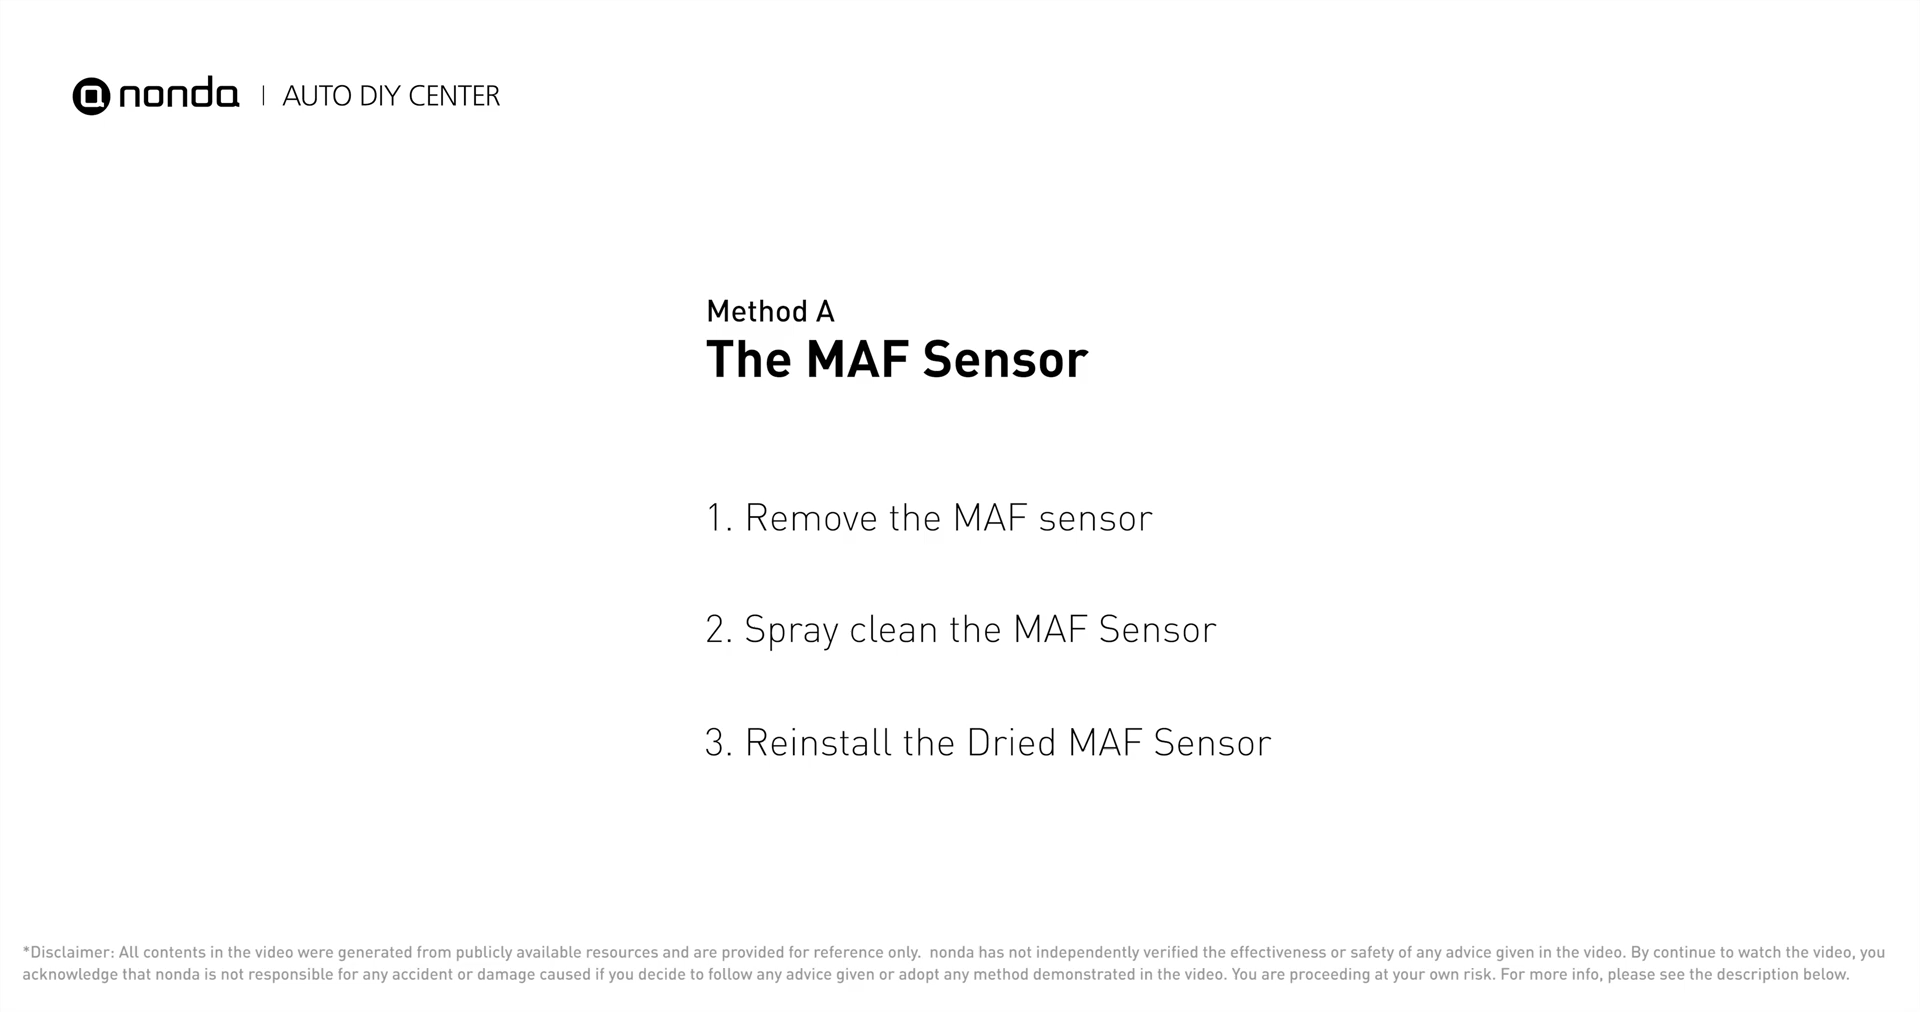 nonda | AUTO DIY CENTER
Method A
The MAF Sensor
1. Remove the MAF sensor
2. Spray clean the MAF Sensor
3. Reinstall the Dried MAF Sensor
*Disclaimer: All contents in the video were generated from publicly available resources and are provided for reference only. nonda has not independently verified the effectiveness or safety of any advice given in the video. By continue to watch the video, you
acknowledge that nonda is not responsible for any accident or damage caused if you decide to follow any advice given or adopt any method demonstrated in the video. You are proceeding at your own risk. For more info, please see the description below.